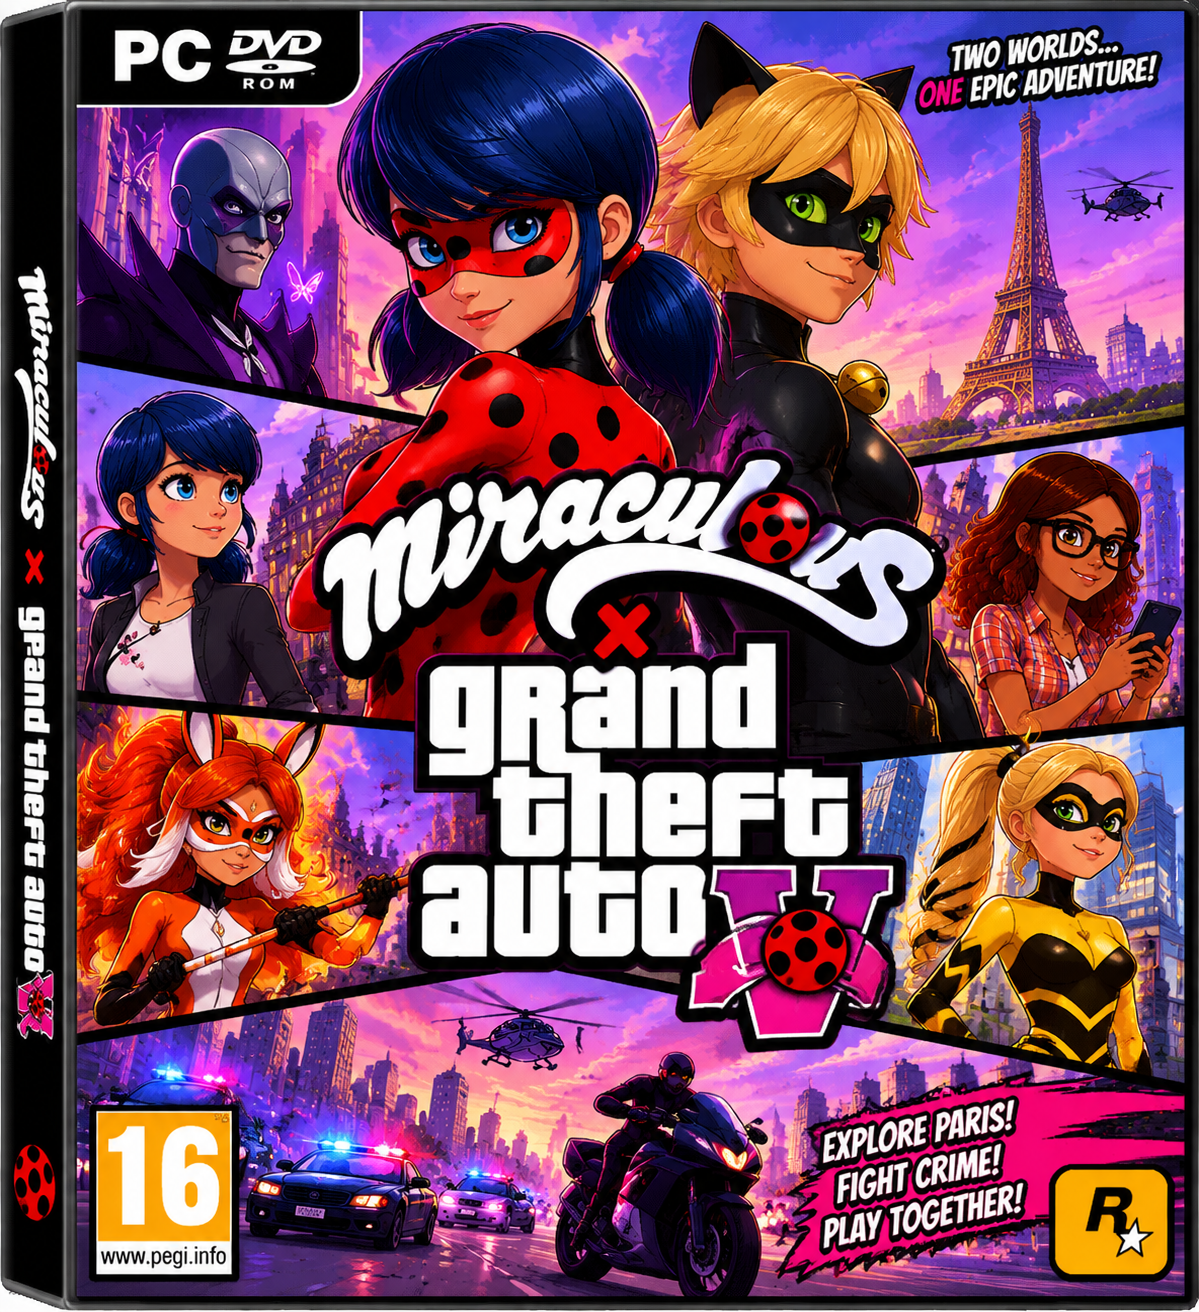 PC DVD
ROM
TWO WORLDS...
ONE EPIC ADVENTURE!
miraculous x grand theft auto V
miraculous
x
grand
theft
auto V
16
www.pegi.info
EXPLORE PARIS!
FIGHT CRIME!
PLAY TOGETHER!
R